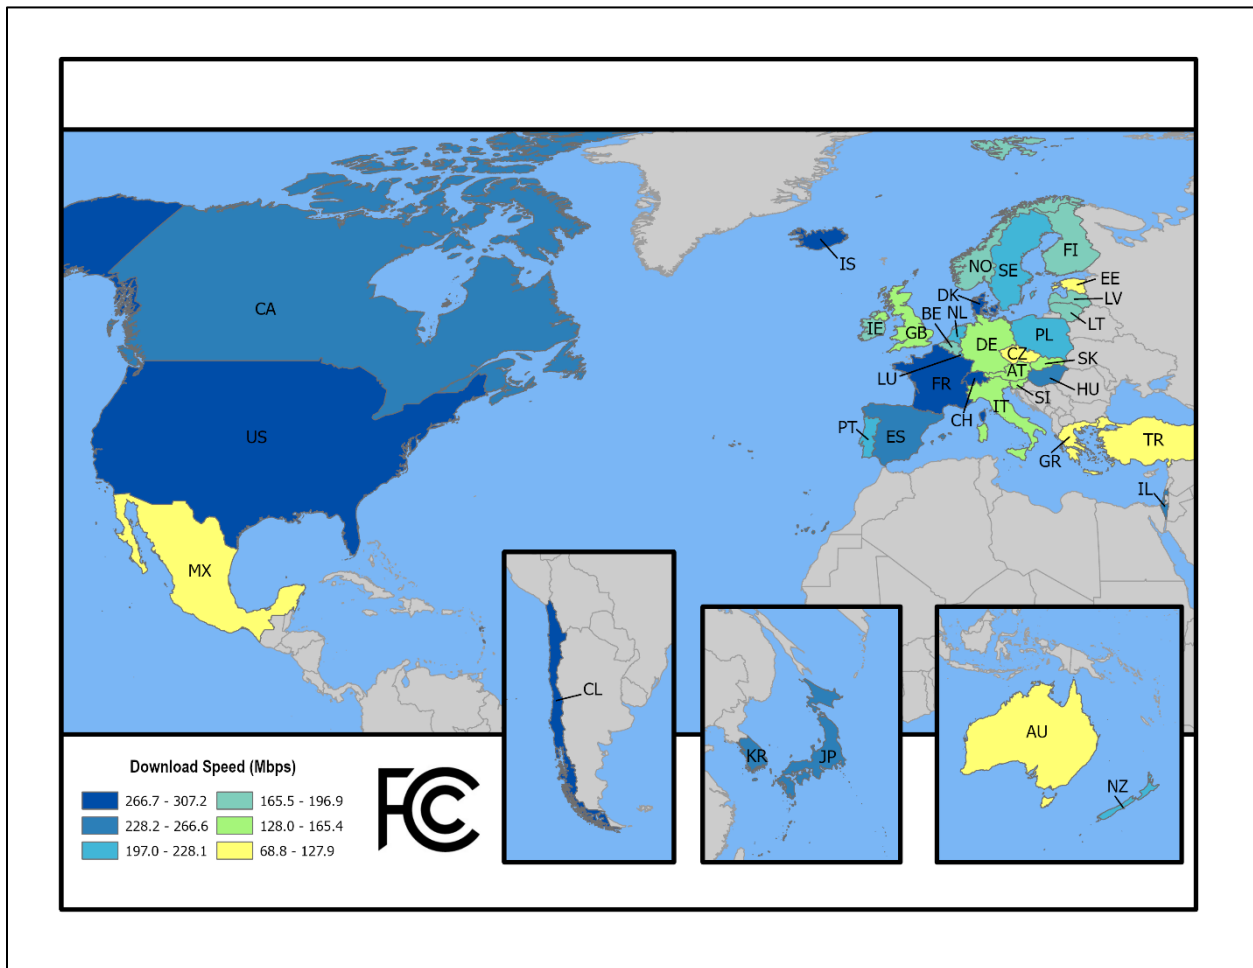 IS
CA
NO
SE
FI
EE
DK
LV
BE
NL
LT
IE
GB
DE
PL
CZ
SK
AT
LU
FR
HU
SI
IT
CH
US
PT
ES
GR
TR
IL
MX
CL
KR
JP
AU
NZ
Download Speed (Mbps)
266.7 - 307.2
165.5 - 196.9
228.2 - 266.6
128.0 - 165.4
197.0 - 228.1
68.8 - 127.9
FCC